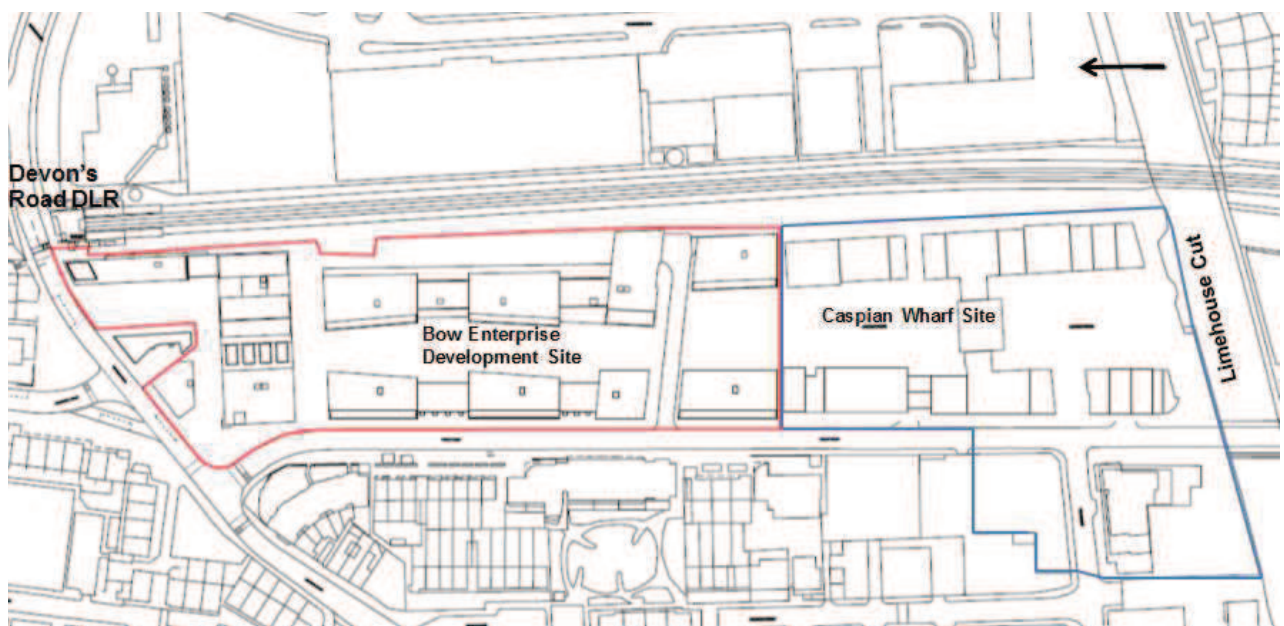 Devon's
Road DLR
Bow Enterprise
Development Site
Caspian Wharf Site
Limehouse Cut